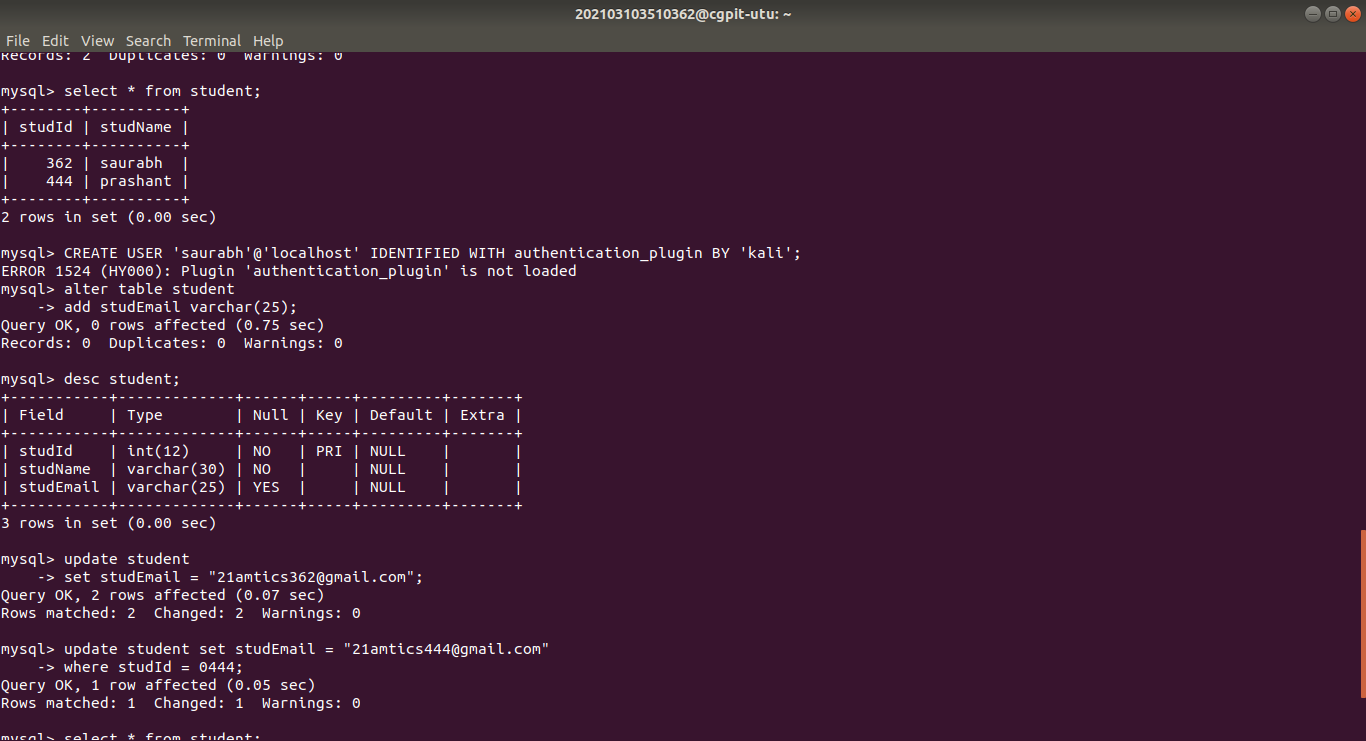 202103103510362@cgpit-utu: ~
File Edit View Search Terminal Help
Records: 2  Duplicates: 0  Warnings: 0
mysql> select * from student;
+--------+----------+
| studId | studName |
+--------+----------+
|    362 | saurabh  |
|    444 | prashant |
+--------+----------+
2 rows in set (0.00 sec)
mysql> CREATE USER 'saurabh'@'localhost' IDENTIFIED WITH authentication_plugin BY 'kali';
ERROR 1524 (HY000): Plugin 'authentication_plugin' is not loaded
mysql> alter table student
    -> add studEmail varchar(25);
Query OK, 0 rows affected (0.75 sec)
Records: 0  Duplicates: 0  Warnings: 0
mysql> desc student;
+-----------+-------------+------+-----+---------+-------+
| Field     | Type        | Null | Key | Default | Extra |
+-----------+-------------+------+-----+---------+-------+
| studId    | int(12)     | NO   | PRI | NULL    |       |
| studName  | varchar(30) | NO   |     | NULL    |       |
| studEmail | varchar(25) | YES  |     | NULL    |       |
+-----------+-------------+------+-----+---------+-------+
3 rows in set (0.00 sec)
mysql> update student
    -> set studEmail = "21amtics362@gmail.com";
Query OK, 2 rows affected (0.07 sec)
Rows matched: 2  Changed: 2  Warnings: 0
mysql> update student set studEmail = "21amtics444@gmail.com"
    -> where studId = 0444;
Query OK, 1 row affected (0.05 sec)
Rows matched: 1  Changed: 1  Warnings: 0
mysql> select * from student;